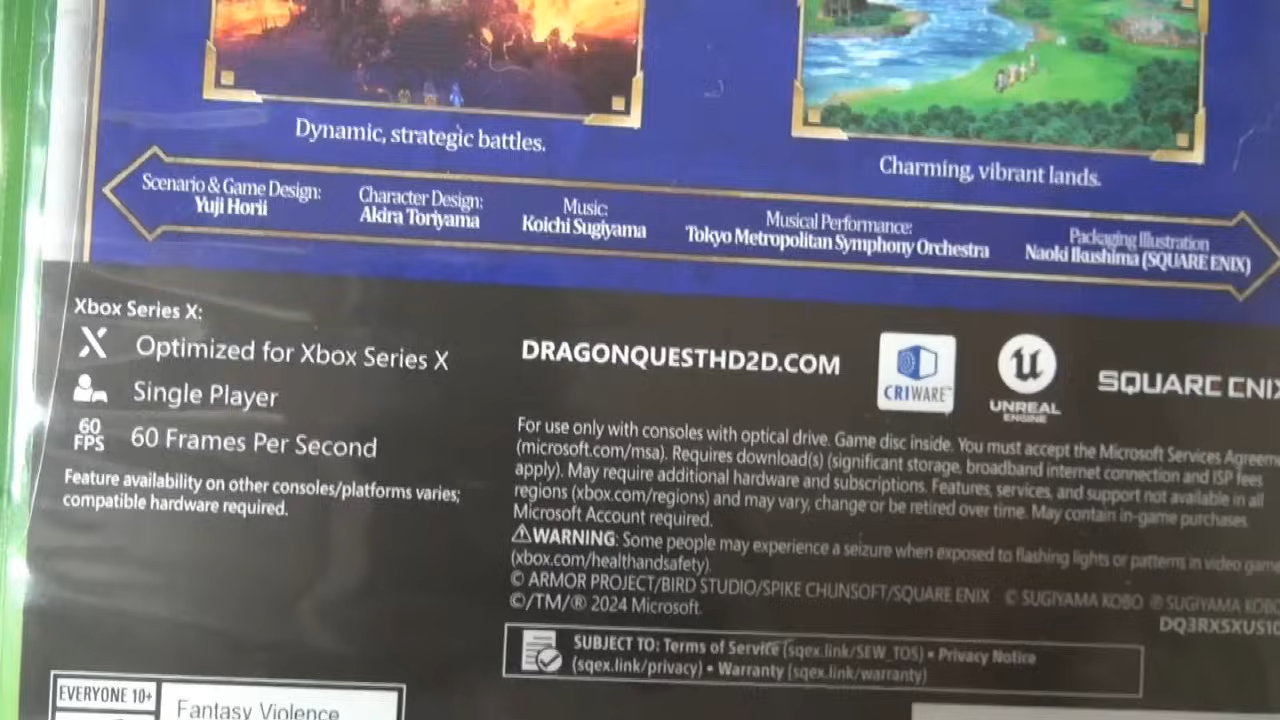 Dynamic, strategic battles.
Charming, vibrant lands.
Scenario & Game Design:
Yuji Horii
Character Design:
Akira Toriyama
Music:
Koichi Sugiyama
Musical Performance:
Tokyo Metropolitan Symphony Orchestra
Packaging Illustration
Naoki Ikushima (SQUARE ENIX)
Xbox Series X:
Optimized for Xbox Series X
Single Player
60 FPS
60 Frames Per Second
Feature availability on other consoles/platforms varies;
compatible hardware required.
DRAGONQUESTHD2D.COM
CRIWARE™
UNREAL
ENGINE
SQUARE ENIX
For use only with consoles with optical drive. Game disc inside. You must accept the Microsoft Services Agreeme
(microsoft.com/msa). Requires download(s) (significant storage, broadband internet connection and ISP fees
apply). May require additional hardware and subscriptions. Features, services, and support not available in all
regions (xbox.com/regions) and may vary, change or be retired over time. May contain in-game purchases.
Microsoft Account required.
⚠WARNING: Some people may experience a seizure when exposed to flashing lights or patterns in video game
(xbox.com/healthandsafety).
© ARMOR PROJECT/BIRD STUDIO/SPIKE CHUNSOFT/SQUARE ENIX © SUGIYAMA KOBO ℗ SUGIYAMA KOBO
©/TM/® 2024 Microsoft.
DQ3RXSXUS10
SUBJECT TO: Terms of Service (sqex.link/SEW_TOS) • Privacy Notice
(sqex.link/privacy) • Warranty (sqex.link/warranty)
EVERYONE 10+
Fantasy Violence